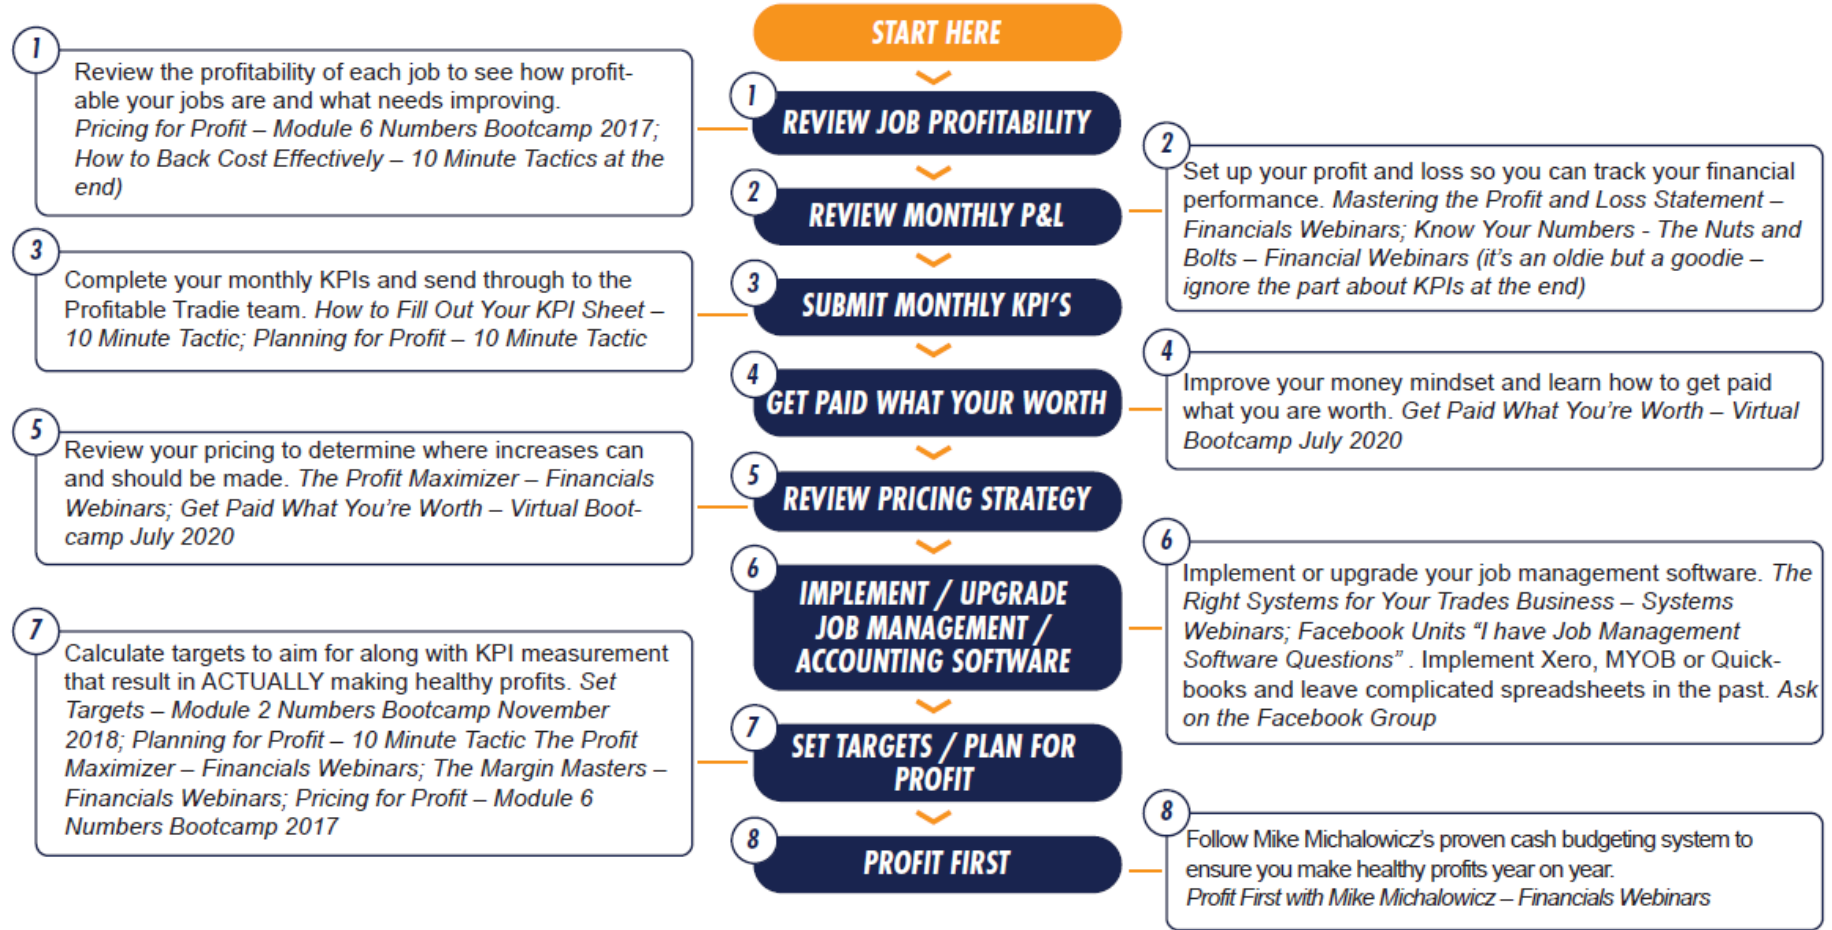 START HERE
1
Review the profitability of each job to see how profit-
able your jobs are and what needs improving.
Pricing for Profit – Module 6 Numbers Bootcamp 2017;
How to Back Cost Effectively – 10 Minute Tactics at the
end)
1
REVIEW JOB PROFITABILITY
2
REVIEW MONTHLY P&L
2
Set up your profit and loss so you can track your financial
performance. Mastering the Profit and Loss Statement –
Financials Webinars; Know Your Numbers - The Nuts and
Bolts – Financial Webinars (it’s an oldie but a goodie –
ignore the part about KPIs at the end)
3
Complete your monthly KPIs and send through to the
Profitable Tradie team. How to Fill Out Your KPI Sheet –
10 Minute Tactic; Planning for Profit – 10 Minute Tactic
3
SUBMIT MONTHLY KPI’S
4
GET PAID WHAT YOUR WORTH
4
Improve your money mindset and learn how to get paid
what you are worth. Get Paid What You’re Worth – Virtual
Bootcamp July 2020
5
Review your pricing to determine where increases can
and should be made. The Profit Maximizer – Financials
Webinars; Get Paid What You’re Worth – Virtual Boot-
camp July 2020
5
REVIEW PRICING STRATEGY
6
IMPLEMENT / UPGRADE
JOB MANAGEMENT /
ACCOUNTING SOFTWARE
6
Implement or upgrade your job management software. The
Right Systems for Your Trades Business – Systems
Webinars; Facebook Units “I have Job Management
Software Questions” . Implement Xero, MYOB or Quick-
books and leave complicated spreadsheets in the past. Ask
on the Facebook Group
7
Calculate targets to aim for along with KPI measurement
that result in ACTUALLY making healthy profits. Set
Targets – Module 2 Numbers Bootcamp November
2018; Planning for Profit – 10 Minute Tactic The Profit
Maximizer – Financials Webinars; The Margin Masters –
Financials Webinars; Pricing for Profit – Module 6
Numbers Bootcamp 2017
7
SET TARGETS / PLAN FOR
PROFIT
8
PROFIT FIRST
8
Follow Mike Michalowicz’s proven cash budgeting system to
ensure you make healthy profits year on year.
Profit First with Mike Michalowicz – Financials Webinars